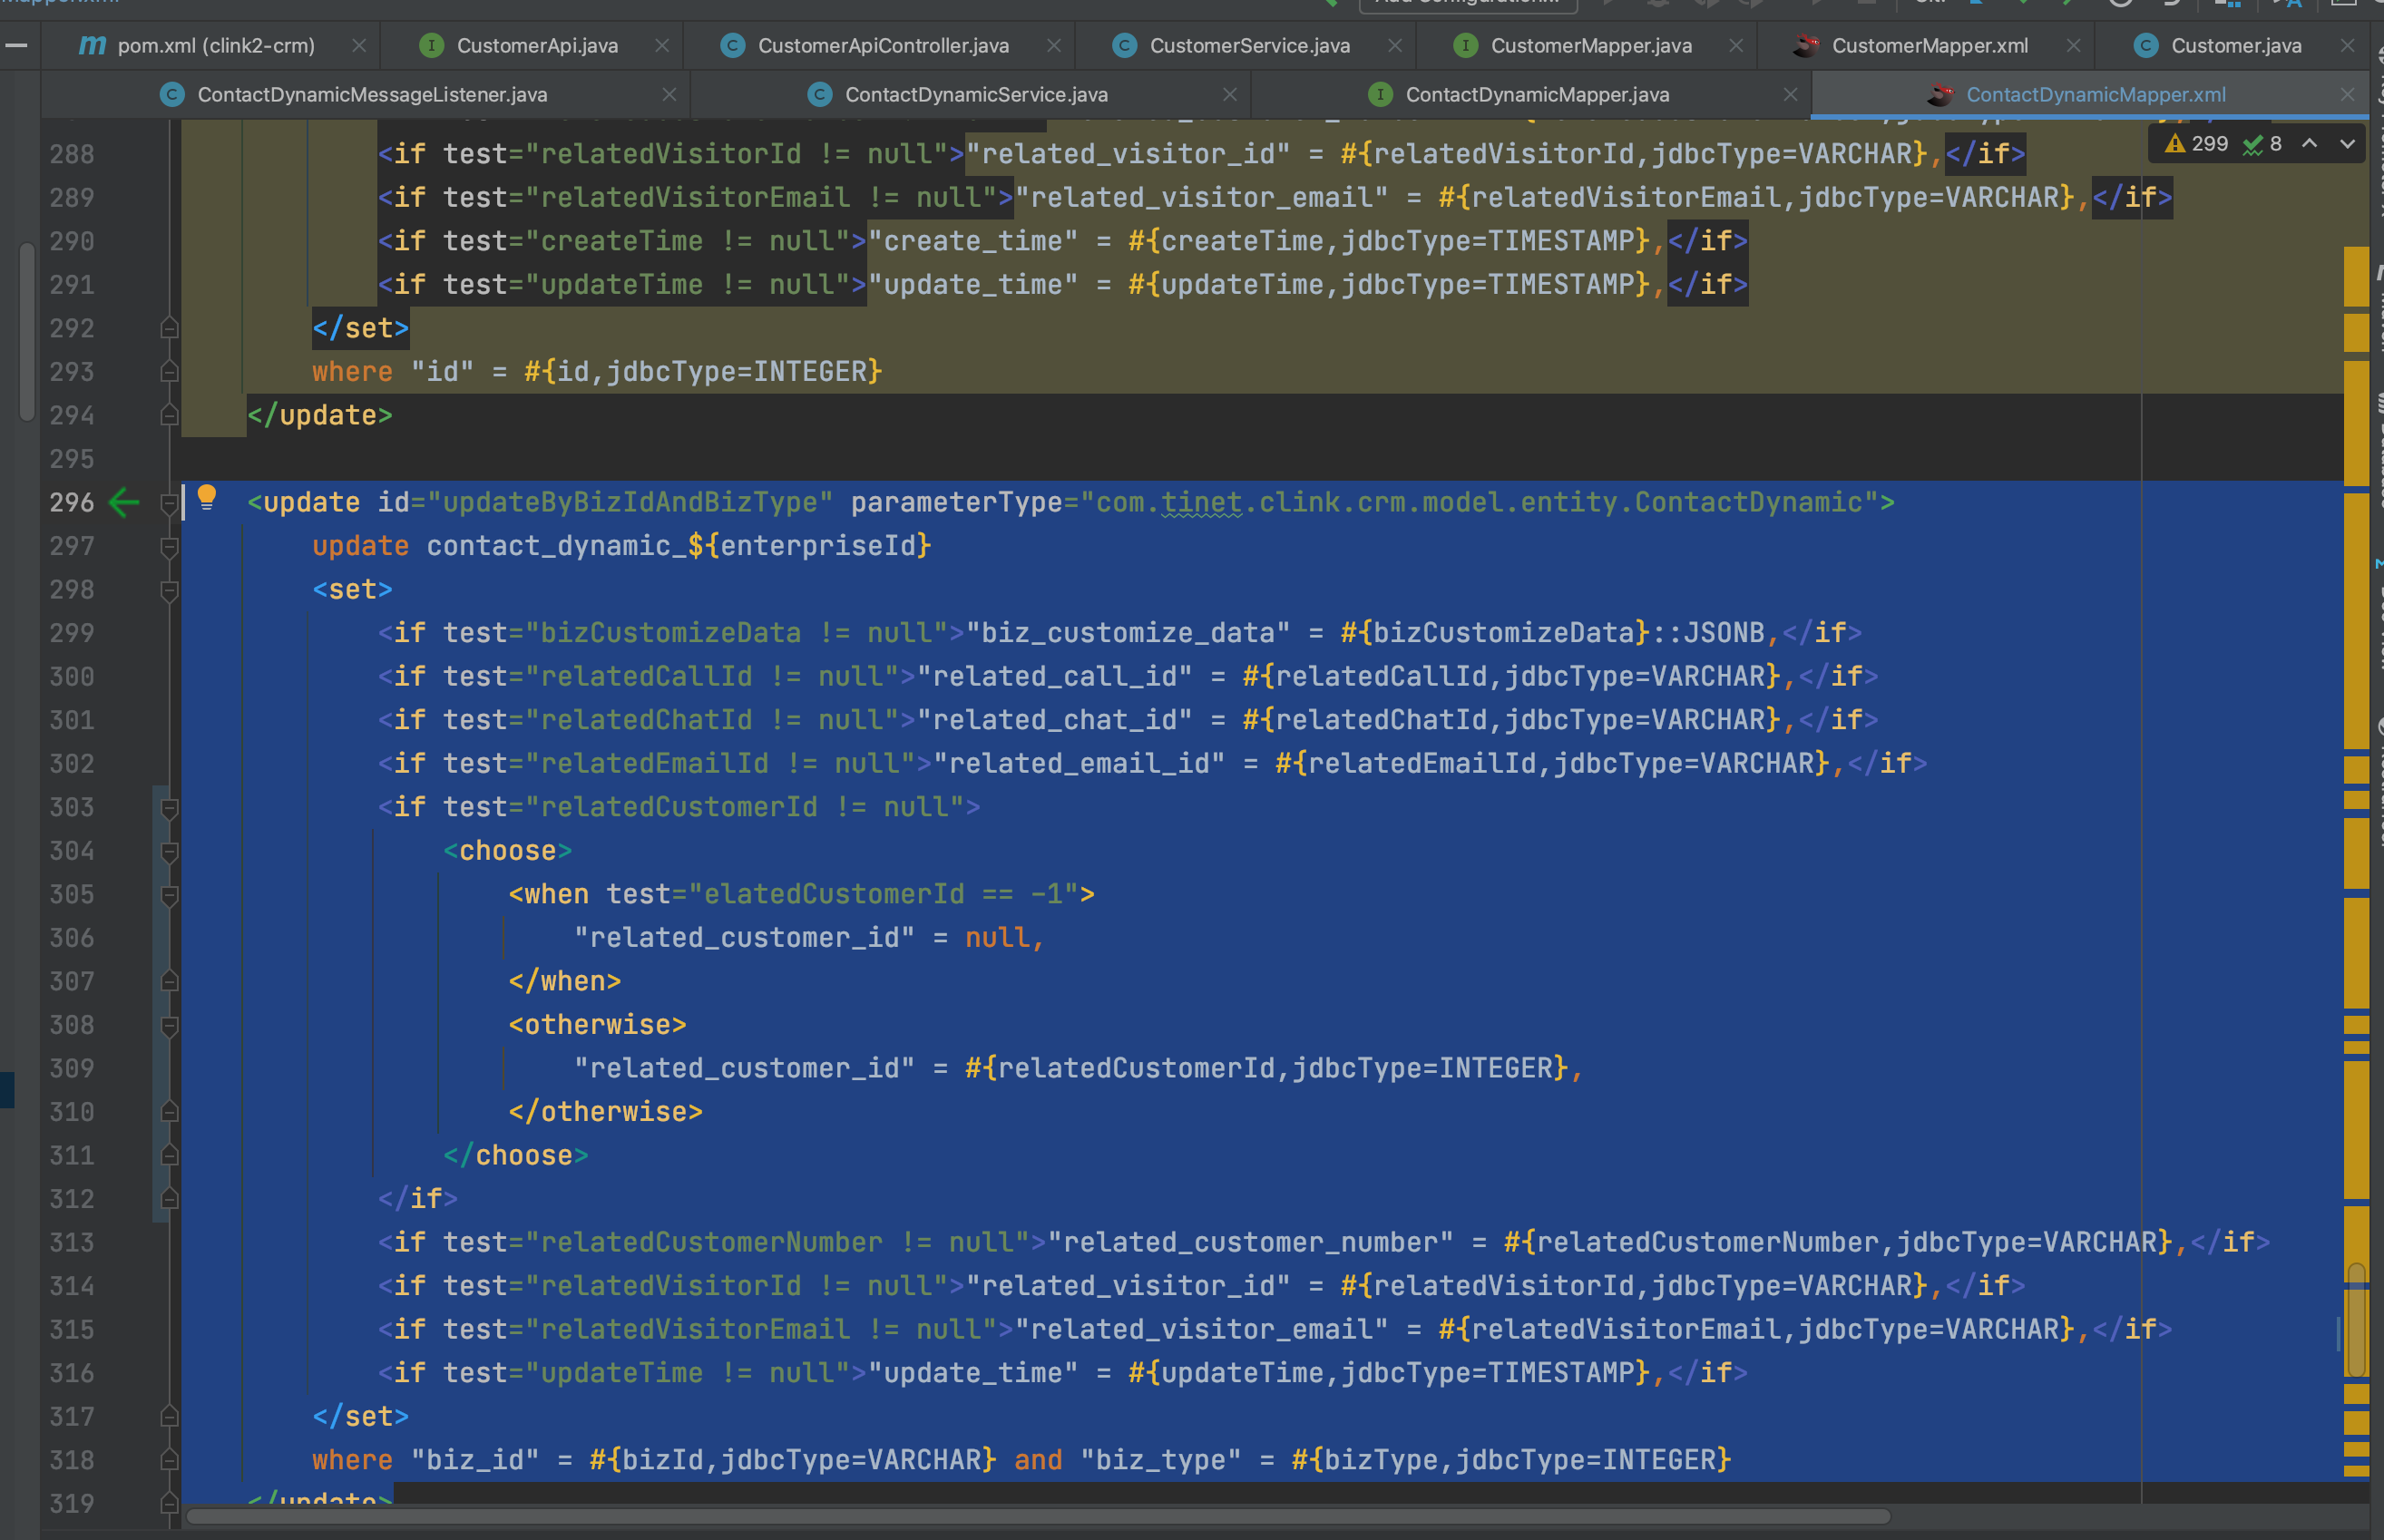 pom.xml (clink2-crm)
CustomerApi.java
CustomerApiController.java
CustomerService.java
CustomerMapper.java
CustomerMapper.xml
Customer.java
ContactDynamicMessageListener.java
ContactDynamicService.java
ContactDynamicMapper.java
ContactDynamicMapper.xml
299 8
288 <if test="relatedVisitorId != null">"related_visitor_id" = #{relatedVisitorId,jdbcType=VARCHAR},</if>
289 <if test="relatedVisitorEmail != null">"related_visitor_email" = #{relatedVisitorEmail,jdbcType=VARCHAR},</if>
290 <if test="createTime != null">"create_time" = #{createTime,jdbcType=TIMESTAMP},</if>
291 <if test="updateTime != null">"update_time" = #{updateTime,jdbcType=TIMESTAMP},</if>
292 </set>
293 where "id" = #{id,jdbcType=INTEGER}
294 </update>
295
296 <update id="updateByBizIdAndBizType" parameterType="com.tinet.clink.crm.model.entity.ContactDynamic">
297 update contact_dynamic_${enterpriseId}
298 <set>
299 <if test="bizCustomizeData != null">"biz_customize_data" = #{bizCustomizeData}::JSONB,</if>
300 <if test="relatedCallId != null">"related_call_id" = #{relatedCallId,jdbcType=VARCHAR},</if>
301 <if test="relatedChatId != null">"related_chat_id" = #{relatedChatId,jdbcType=VARCHAR},</if>
302 <if test="relatedEmailId != null">"related_email_id" = #{relatedEmailId,jdbcType=VARCHAR},</if>
303 <if test="relatedCustomerId != null">
304 <choose>
305 <when test="elatedCustomerId == -1">
306 "related_customer_id" = null,
307 </when>
308 <otherwise>
309 "related_customer_id" = #{relatedCustomerId,jdbcType=INTEGER},
310 </otherwise>
311 </choose>
312 </if>
313 <if test="relatedCustomerNumber != null">"related_customer_number" = #{relatedCustomerNumber,jdbcType=VARCHAR},</if>
314 <if test="relatedVisitorId != null">"related_visitor_id" = #{relatedVisitorId,jdbcType=VARCHAR},</if>
315 <if test="relatedVisitorEmail != null">"related_visitor_email" = #{relatedVisitorEmail,jdbcType=VARCHAR},</if>
316 <if test="updateTime != null">"update_time" = #{updateTime,jdbcType=TIMESTAMP},</if>
317 </set>
318 where "biz_id" = #{bizId,jdbcType=VARCHAR} and "biz_type" = #{bizType,jdbcType=INTEGER}
319 </update>